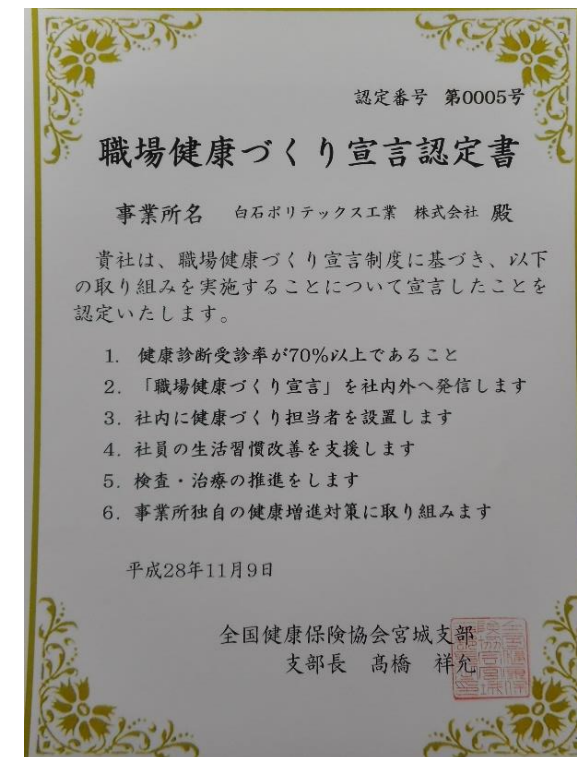 認定番号 第0005号
職場健康づくり宣言認定書
事業所名 白石ポリテックス工業 株式会社 殿
貴社は、職場健康づくり宣言制度に基づき、以下
の取り組みを実施することについて宣言したことを
認定いたします。
1. 健康診断受診率が70%以上であること
2. 「職場健康づくり宣言」を社内外へ発信します
3. 社内に健康づくり担当者を設置します
4. 社員の生活習慣改善を支援します
5. 検査・治療の推進をします
6. 事業所独自の健康増進対策に取り組みます
平成28年11月9日
全国健康保険協会宮城支部
支部長 髙橋 祥允